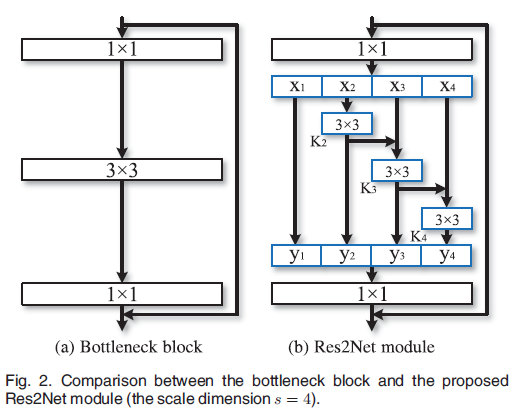 1×1
3×3
1×1
(a) Bottleneck block
1×1
X1 X2 X3 X4
3×3
K2
3×3
K3
3×3
K4
y1 y2 y3 y4
1×1
(b) Res2Net module
Fig. 2. Comparison between the bottleneck block and the proposed
Res2Net module (the scale dimension s = 4).